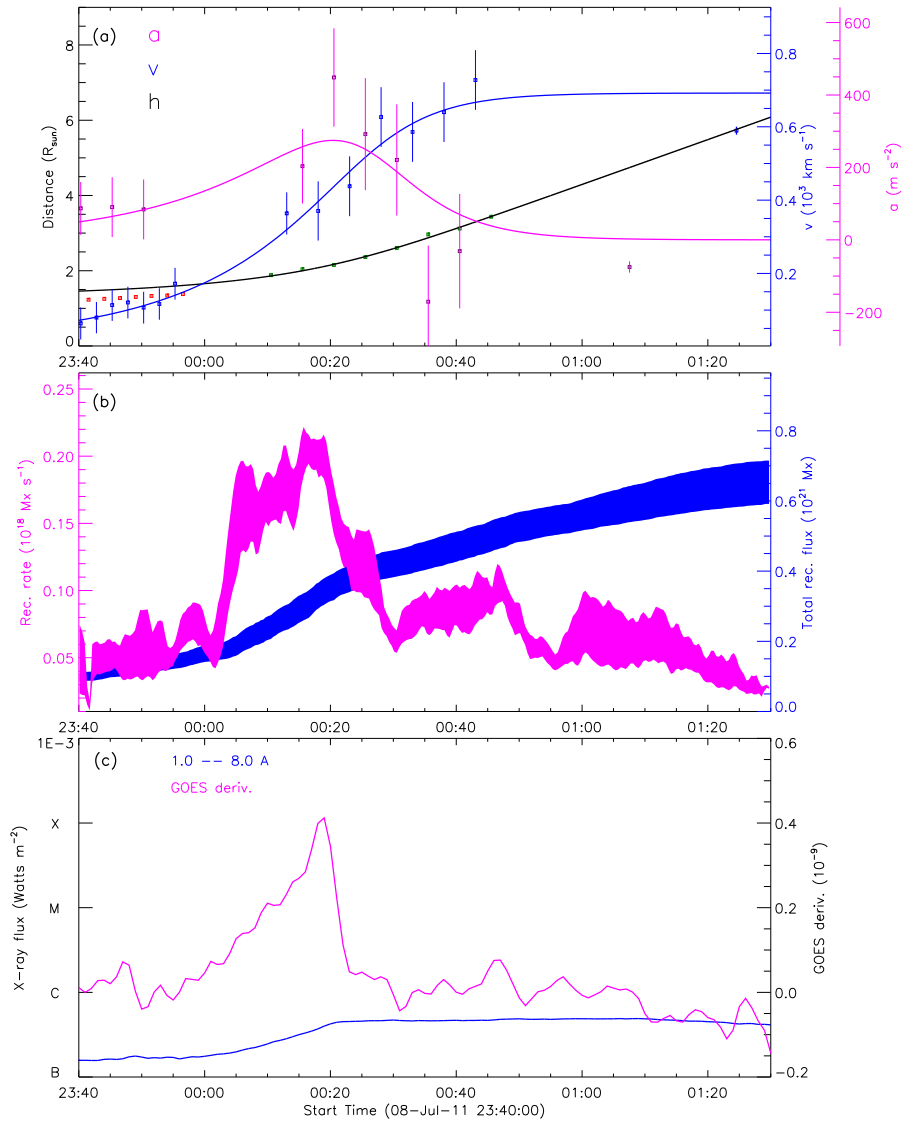 (a)
a
v
h
Distance (R_sun)
8
6
4
2
0
v (10³ km s⁻¹)
0.8
0.6
0.4
0.2
0.0
a (m s⁻²)
600
400
200
0
−200
23:40 00:00 00:20 00:40 01:00 01:20
(b)
Rec. rate (10¹⁸ Mx s⁻¹)
0.25
0.20
0.15
0.10
0.05
Total rec. flux (10²¹ Mx)
0.8
0.6
0.4
0.2
0.0
23:40 00:00 00:20 00:40 01:00 01:20
(c)
1.0 -- 8.0 A
GOES deriv.
X-ray flux (Watts m⁻²)
1E-3
X
M
C
B
GOES deriv. (10⁻⁹)
0.6
0.4
0.2
0.0
−0.2
23:40 00:00 00:20 00:40 01:00 01:20
Start Time (08-Jul-11 23:40:00)